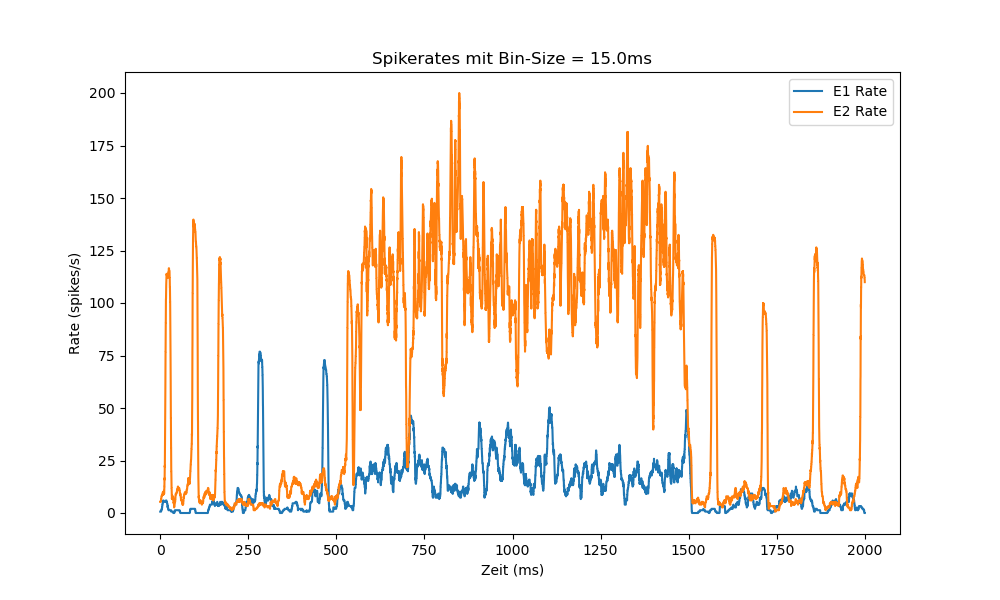 Spikerates mit Bin-Size = 15.0ms
E1 Rate
E2 Rate
200
175
150
125
100
75
50
25
0
Rate (spikes/s)
0 250 500 750 1000 1250 1500 1750 2000
Zeit (ms)